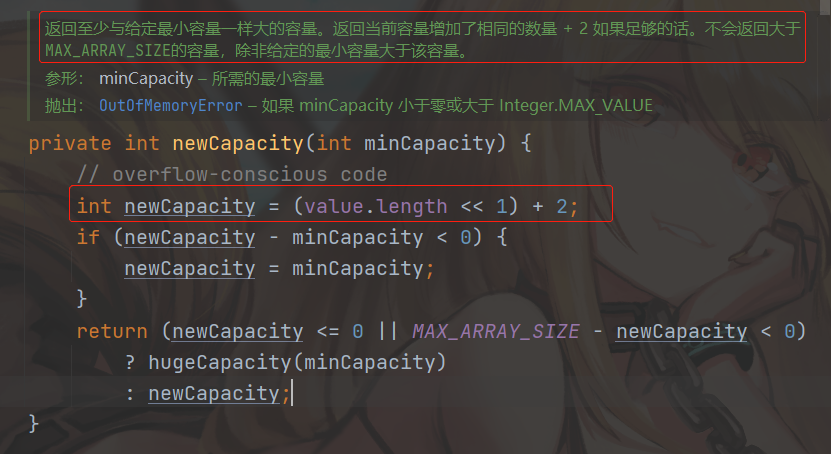 返回至少与给定最小容量一样大的容量。返回当前容量增加了相同的数量 + 2 如果足够的话。不会返回大于
MAX_ARRAY_SIZE的容量，除非给定的最小容量大于该容量。
参形： minCapacity – 所需的最小容量
抛出： OutOfMemoryError – 如果 minCapacity 小于零或大于 Integer.MAX_VALUE
private int newCapacity(int minCapacity) {
    // overflow-conscious code
    int newCapacity = (value.length << 1) + 2;
    if (newCapacity - minCapacity < 0) {
        newCapacity = minCapacity;
    }
    return (newCapacity <= 0 || MAX_ARRAY_SIZE - newCapacity < 0)
        ? hugeCapacity(minCapacity)
        : newCapacity;
}